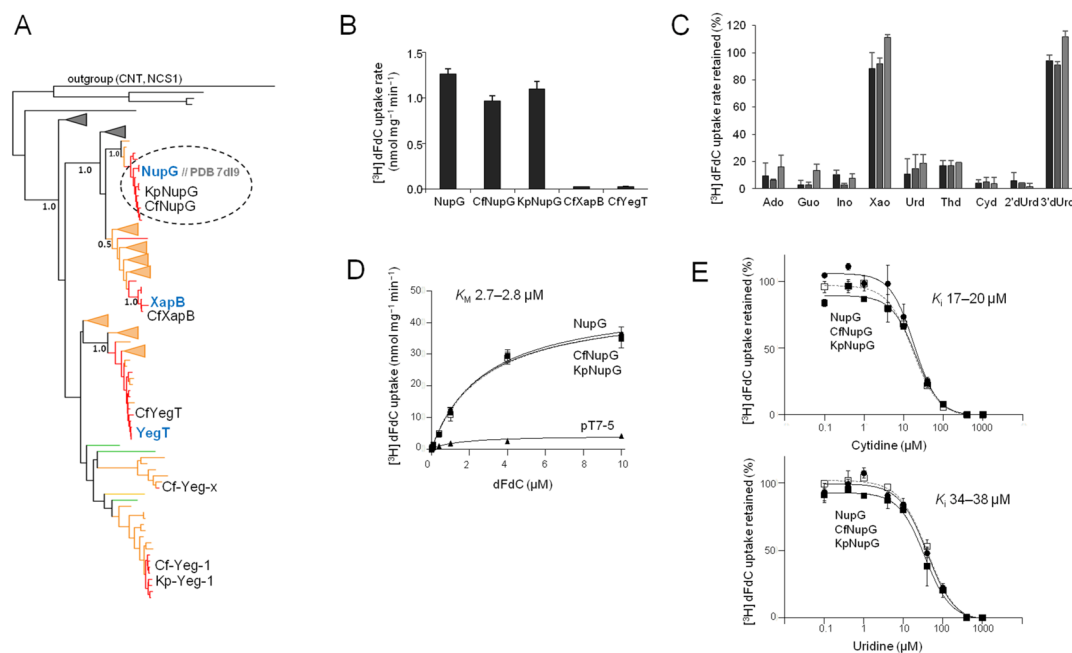 A
outgroup (CNT, NCS1)
1.0
1.0
1.0
NupG // PDB 7dl9
KpNupG
CfNupG
0.5
XapB
1.0
CfXapB
1.0
CfYegT
YegT
Cf-Yeg-x
Cf-Yeg-1
Kp-Yeg-1
B
[³H] dFdC uptake rate
(nmol mg⁻¹ min⁻¹)
1.5
1.0
0.5
0.0
NupG CfNupG KpNupG CfXapB CfYegT
C
[³H] dFdC uptake rate retained (%)
120
100
80
60
40
20
0
Ado Guo Ino Xao Urd Thd Cyd 2'dUrd 3'dUrd
D
[³H] dFdC uptake (nmol mg⁻¹ min⁻¹)
KM 2.7–2.8 μM
50
40
30
20
10
0
NupG
CfNupG
KpNupG
pT7-5
0 2 4 6 8 10
dFdC (μM)
E
[³H] dFdC uptake retained (%)
100
50
0
Ki 17–20 μM
NupG
CfNupG
KpNupG
0.1 1 10 100 1000
Cytidine (μM)
[³H] dFdC uptake retained (%)
100
50
0
Ki 34–38 μM
NupG
CfNupG
KpNupG
0.1 1 10 100 1000
Uridine (μM)